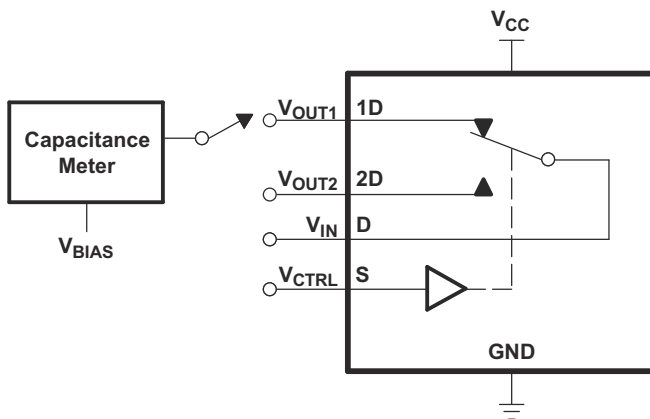 VCC
VOUT1 1D
Capacitance
Meter
VOUT2 2D
VIN D
VBIAS
VCTRL S
GND